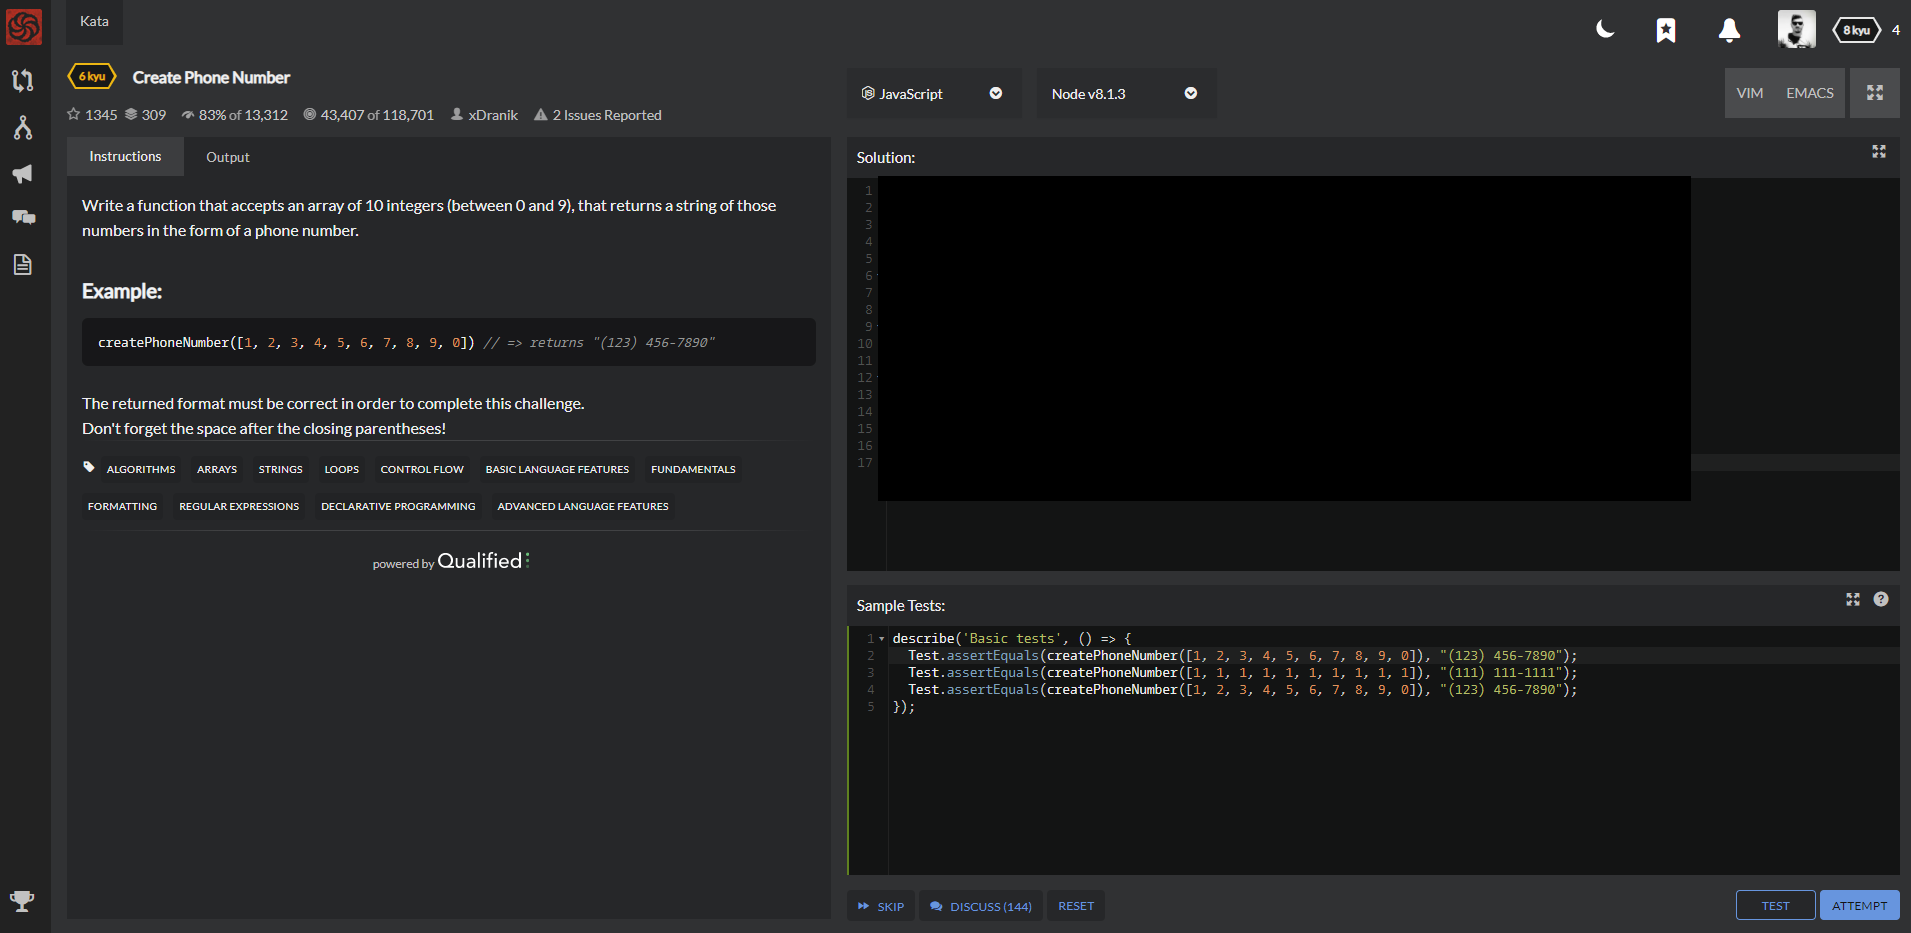 Kata
8 kyu
4
6 kyu
Create Phone Number
1345 309 83% of 13,312 43,407 of 118,701 xDranik 2 Issues Reported
JavaScript
Node v8.1.3
VIM EMACS
Instructions Output
Write a function that accepts an array of 10 integers (between 0 and 9), that returns a string of those
numbers in the form of a phone number.
Example:
createPhoneNumber([1, 2, 3, 4, 5, 6, 7, 8, 9, 0]) // => returns "(123) 456-7890"
The returned format must be correct in order to complete this challenge.
Don't forget the space after the closing parentheses!
ALGORITHMS ARRAYS STRINGS LOOPS CONTROL FLOW BASIC LANGUAGE FEATURES FUNDAMENTALS
FORMATTING REGULAR EXPRESSIONS DECLARATIVE PROGRAMMING ADVANCED LANGUAGE FEATURES
powered by Qualified
Solution:
1
2
3
4
5
6
7
8
9
10
11
12
13
14
15
16
17
Sample Tests:
1 describe('Basic tests', () => {
2 Test.assertEquals(createPhoneNumber([1, 2, 3, 4, 5, 6, 7, 8, 9, 0]), "(123) 456-7890");
3 Test.assertEquals(createPhoneNumber([1, 1, 1, 1, 1, 1, 1, 1, 1, 1]), "(111) 111-1111");
4 Test.assertEquals(createPhoneNumber([1, 2, 3, 4, 5, 6, 7, 8, 9, 0]), "(123) 456-7890");
5 });
SKIP DISCUSS (144) RESET
TEST ATTEMPT